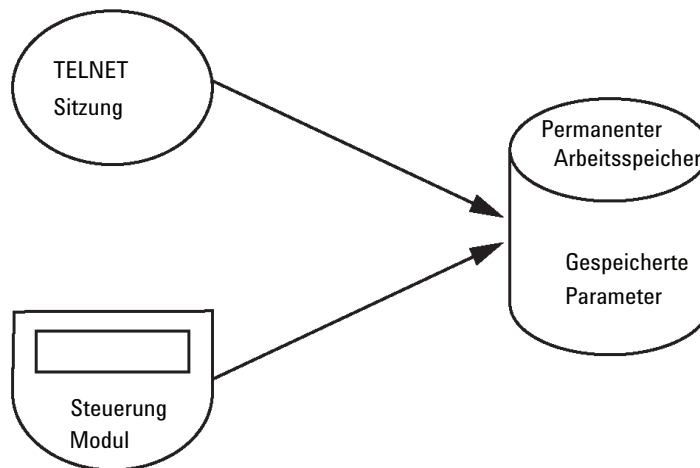 TELNET
Sitzung
Permanenter
Arbeitsspeicher
Gespeicherte
Parameter
Steuerung
Modul